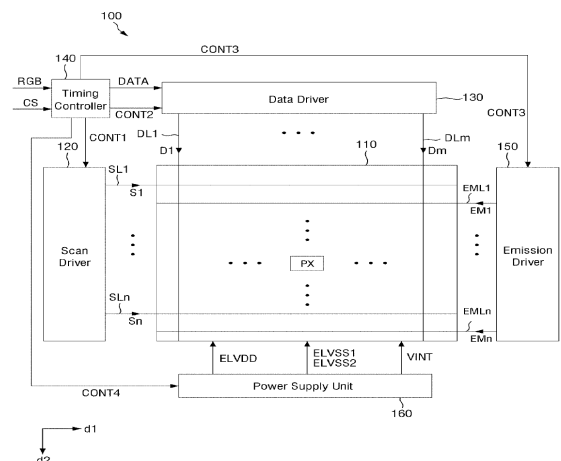 100
140
CONT3
RGB
CS
Timing
Controller
DATA
CONT2
Data Driver
130
CONT3
CONT1
DL1
DLm
120
D1
110
Dm
150
SL1
S1
EML1
EM1
Scan
Driver
PX
Emission
Driver
SLn
Sn
EMLn
EMn
ELVDD
ELVSS1
ELVSS2
VINT
CONT4
Power Supply Unit
160
d1
d2